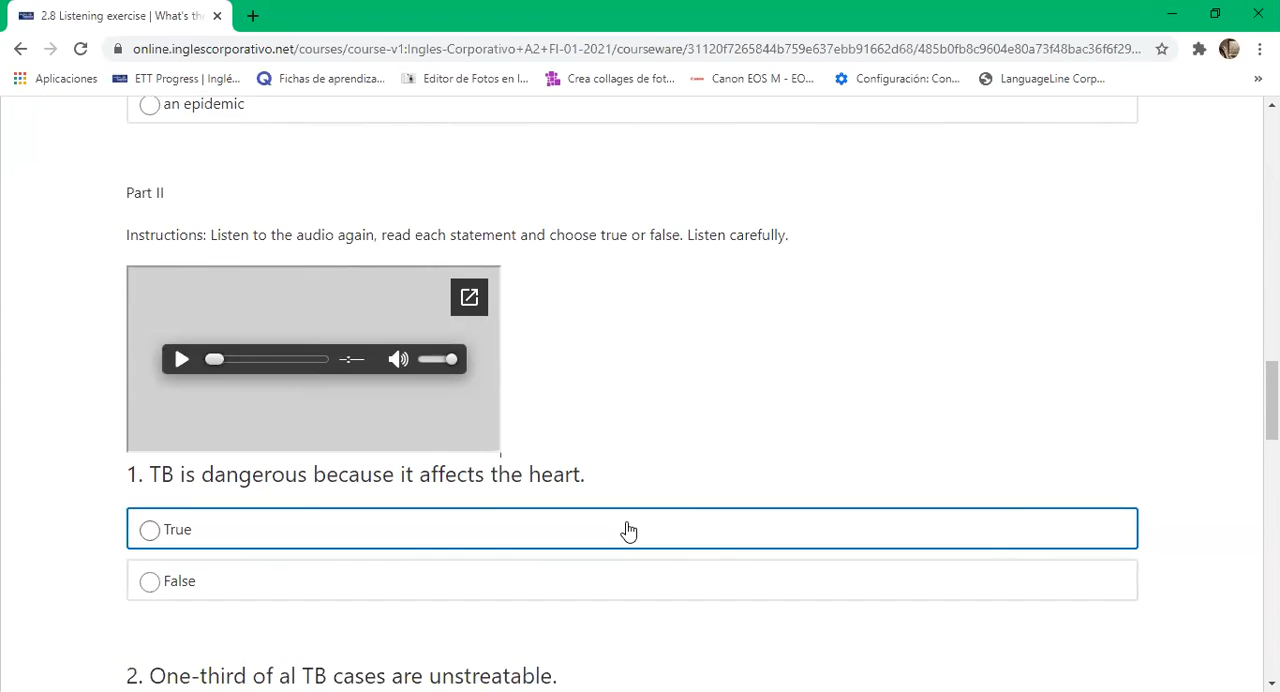 2.8 Listening exercise | What's the
online.inglescorporativo.net/courses/course-v1:Ingles-Corporativo+A2+FI-01-2021/courseware/31120f7265844b759e637ebb91662d68/485b0fb8c9604e80a73f48bac36f6f29...
Aplicaciones
ETT Progress | Inglé...
Fichas de aprendiza...
Editor de Fotos en l...
Crea collages de fot...
Canon EOS M - EO...
Configuración: Con...
LanguageLine Corp...
»
an epidemic
Part II
Instructions: Listen to the audio again, read each statement and choose true or false. Listen carefully.
-:--
1. TB is dangerous because it affects the heart.
True
False
2. One-third of al TB cases are unstreatable.